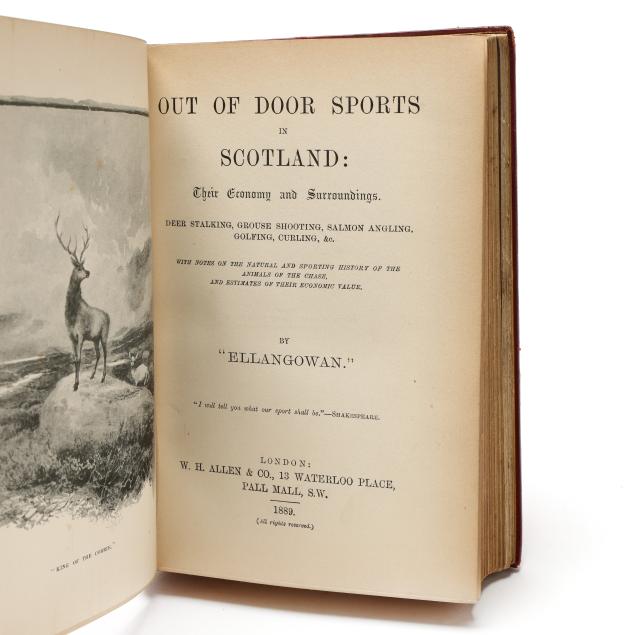 OUT OF DOOR SPORTS
IN
SCOTLAND:
Their Economy and Surroundings.
DEER STALKING, GROUSE SHOOTING, SALMON ANGLING,
GOLFING, CURLING, &c.
WITH NOTES ON THE NATURAL AND SPORTING HISTORY OF THE
ANIMALS OF THE CHASE,
AND ESTIMATES OF THEIR ECONOMIC VALUE.
BY
"ELLANGOWAN."
"I will tell you what our sport shall be."—SHAKESPEARE.
LONDON:
W. H. ALLEN & CO., 13 WATERLOO PLACE,
PALL MALL, S.W.
1889.
(All rights reserved.)
"KING OF THE CORRIE."